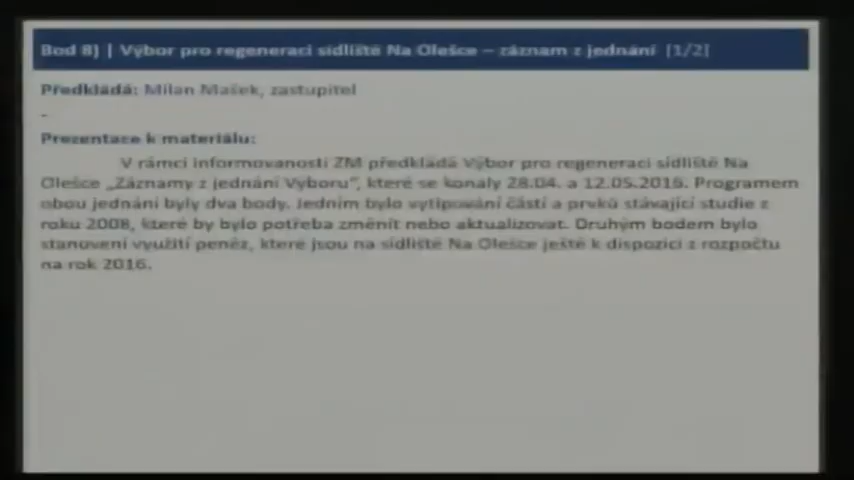 Bod 8) | Výbor pro regeneraci sídliště Na Olešce – záznam z jednání [1/2]
Předkládá: Milan Mašek, zastupitel
-
Prezentace k materiálu:
V rámci informovanosti ZM předkládá Výbor pro regeneraci sídliště Na
Olešce „Záznamy z jednání Výboru“, které se konaly 28.04. a 12.05.2016. Programem
obou jednání byly dva body. Jedním bylo vytipování částí a prvků stávající studie z
roku 2008, které by bylo potřeba změnit nebo aktualizovat. Druhým bodem bylo
stanovení využití peněz, které jsou na sídliště Na Olešce ještě k dispozici z rozpočtu
na rok 2016.